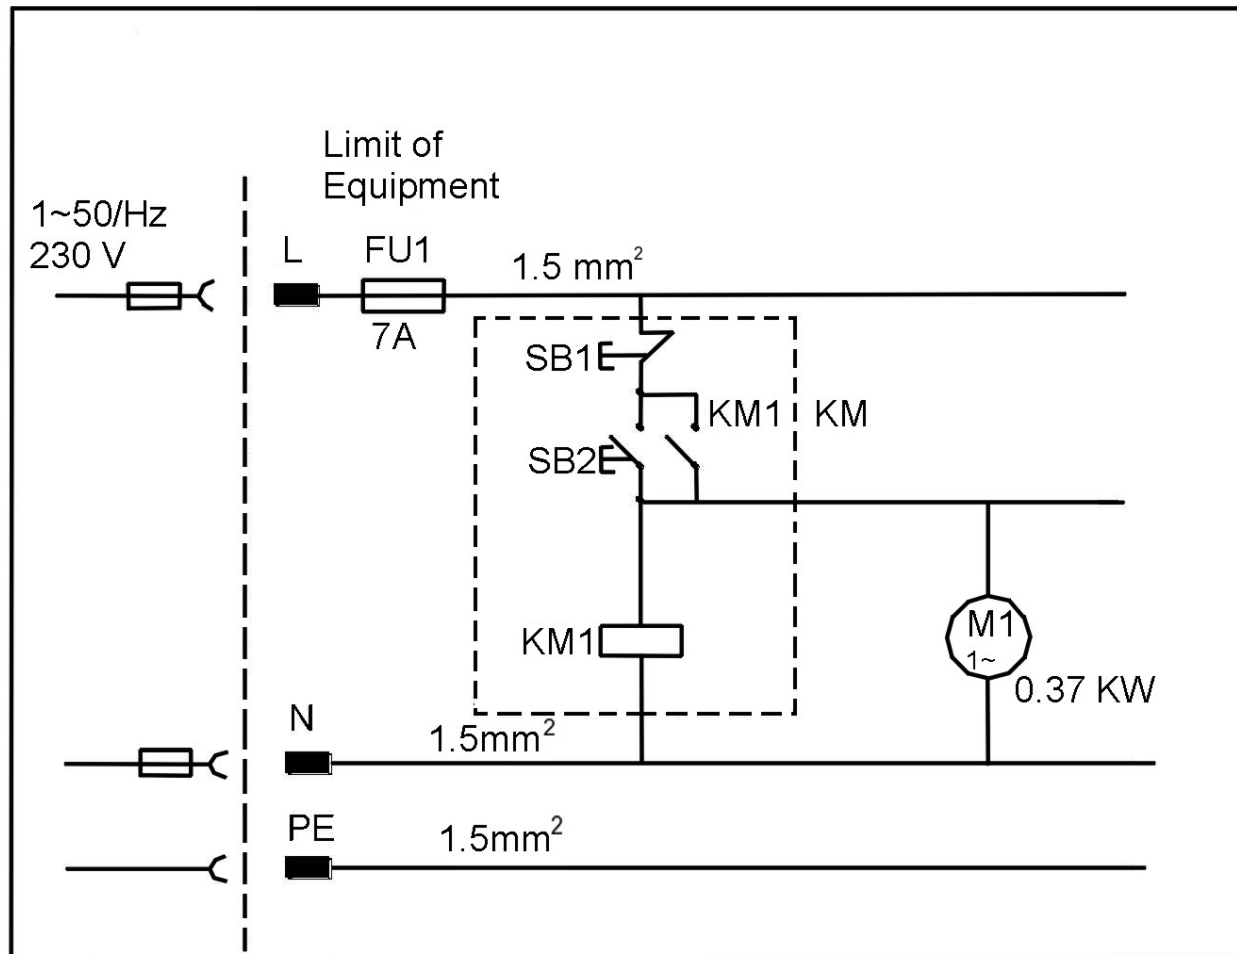 Limit of
Equipment
1~50/Hz
230 V
L
FU1
1.5 mm²
7A
SB1
KM1
KM
SB2
KM1
M1
1~
0.37 KW
N
1.5mm²
PE
1.5mm²